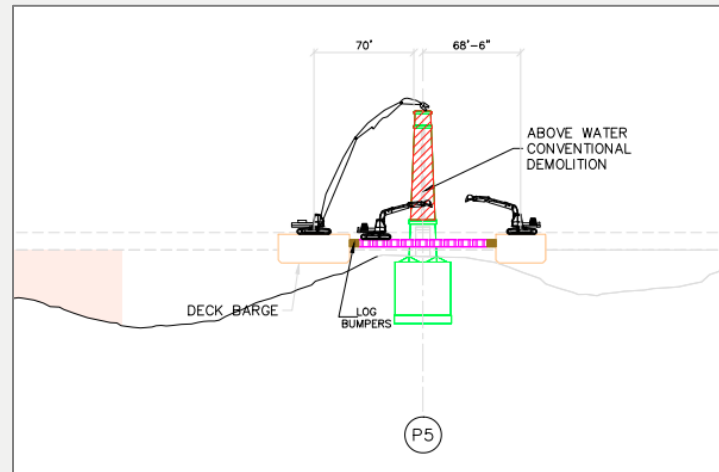 70'
68'-6"
ABOVE WATER
CONVENTIONAL
DEMOLITION
DECK BARGE
LOG
BUMPERS
P5